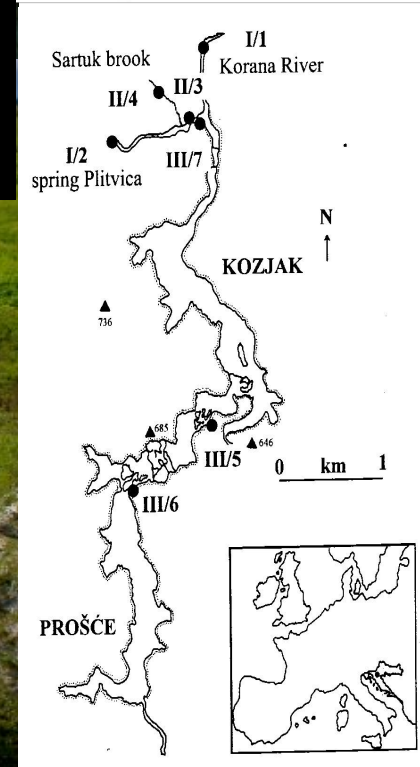 I/1
Sartuk brook
Korana River
II/3
II/4
I/2
III/7
spring Plitvica
N
KOZJAK
736
685
646
III/5
0 km 1
III/6
PROŠĆE